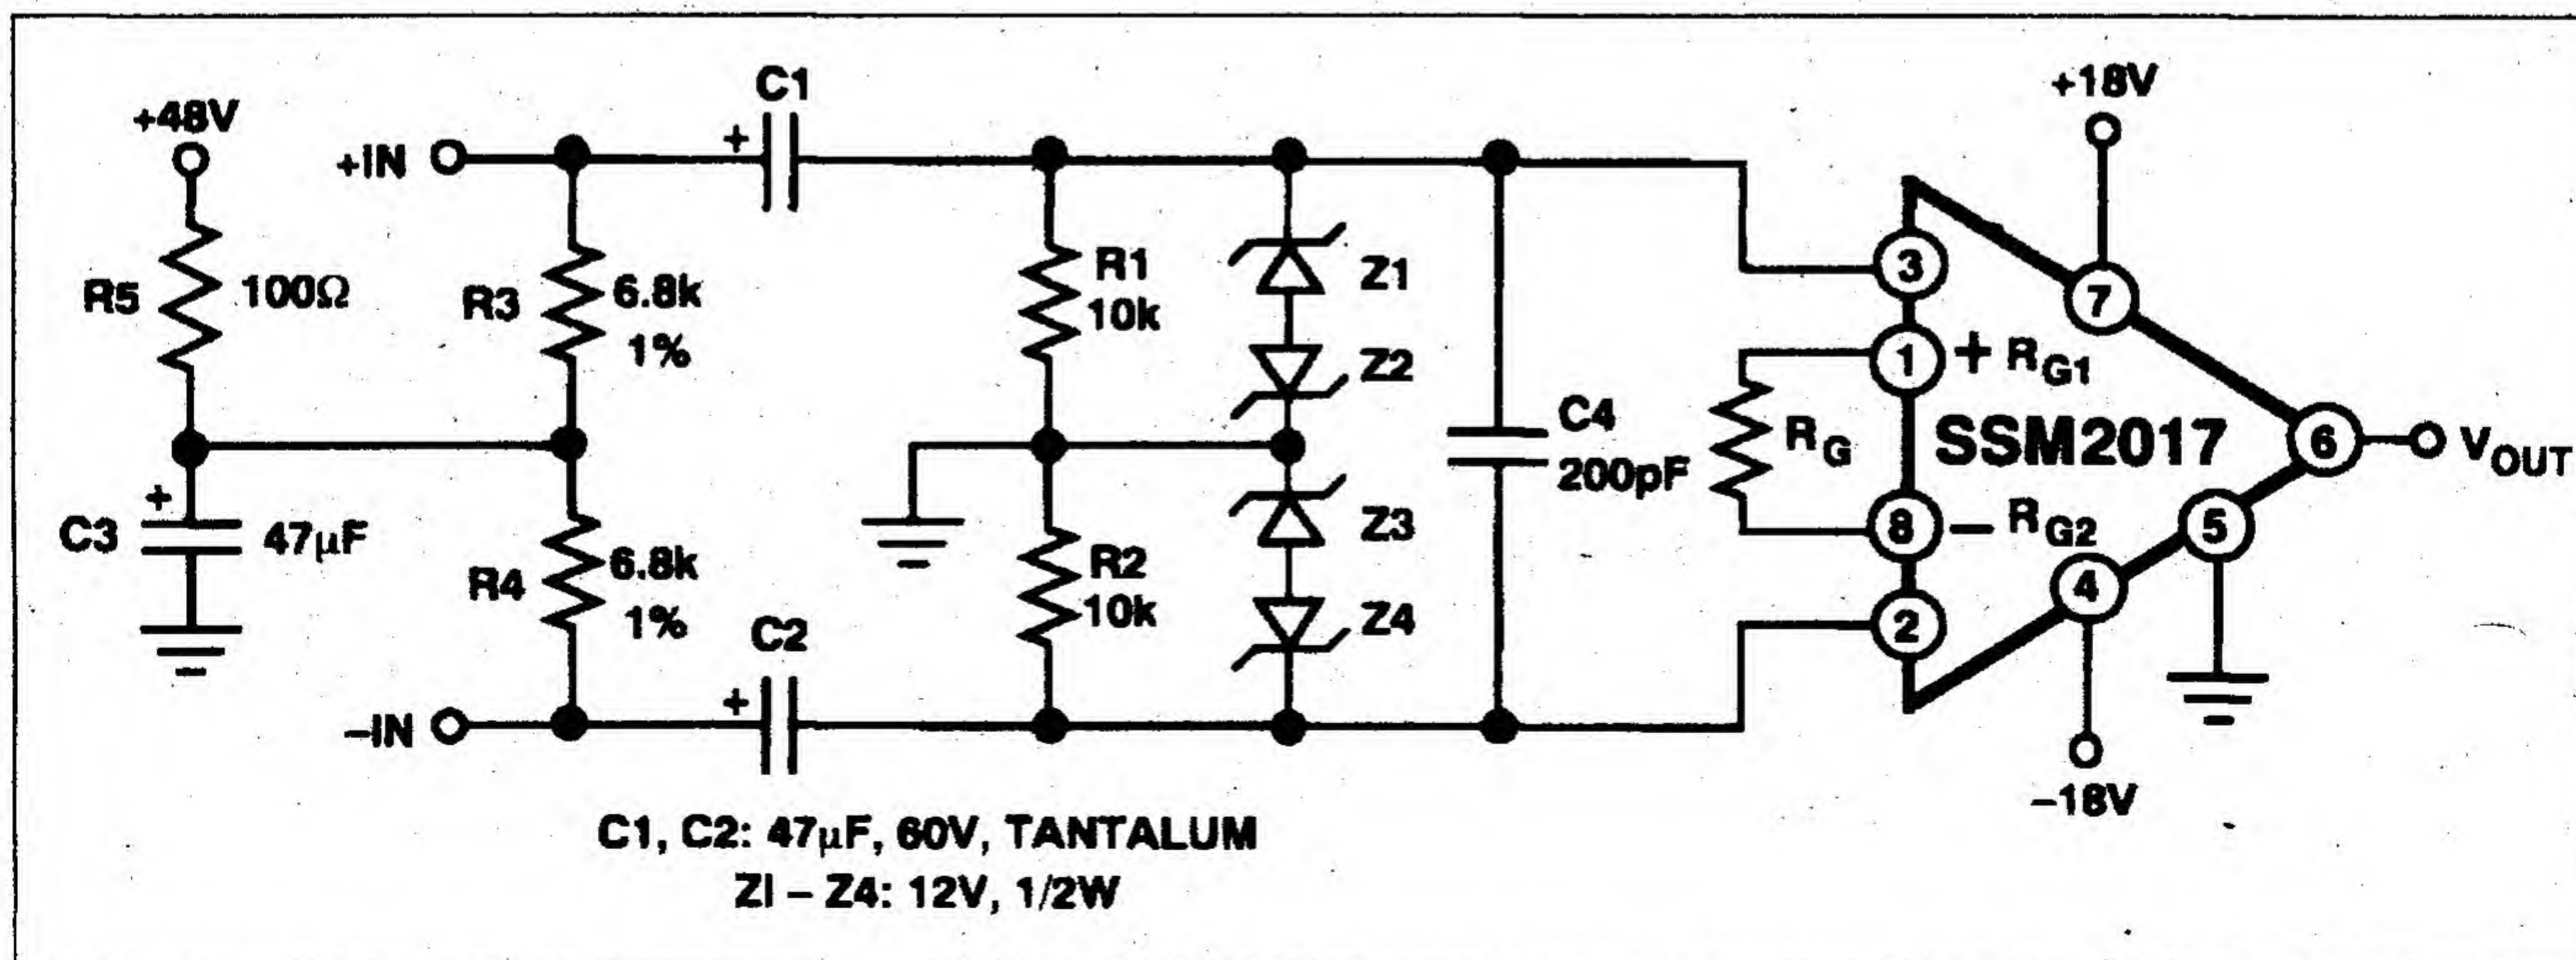 +48V
R5
100Ω
C3
+
47µF
+IN
–IN
R3
6.8k
1%
R4
6.8k
1%
C1
+
C2
+
R1
10k
R2
10k
Z1
Z2
Z3
Z4
C4
200pF
RG
3
1
+ RG1
SSM2017
8
– RG2
2
+18V
7
6
VOUT
5
4
–18V
C1, C2: 47µF, 60V, TANTALUM
ZI – Z4: 12V, 1/2W